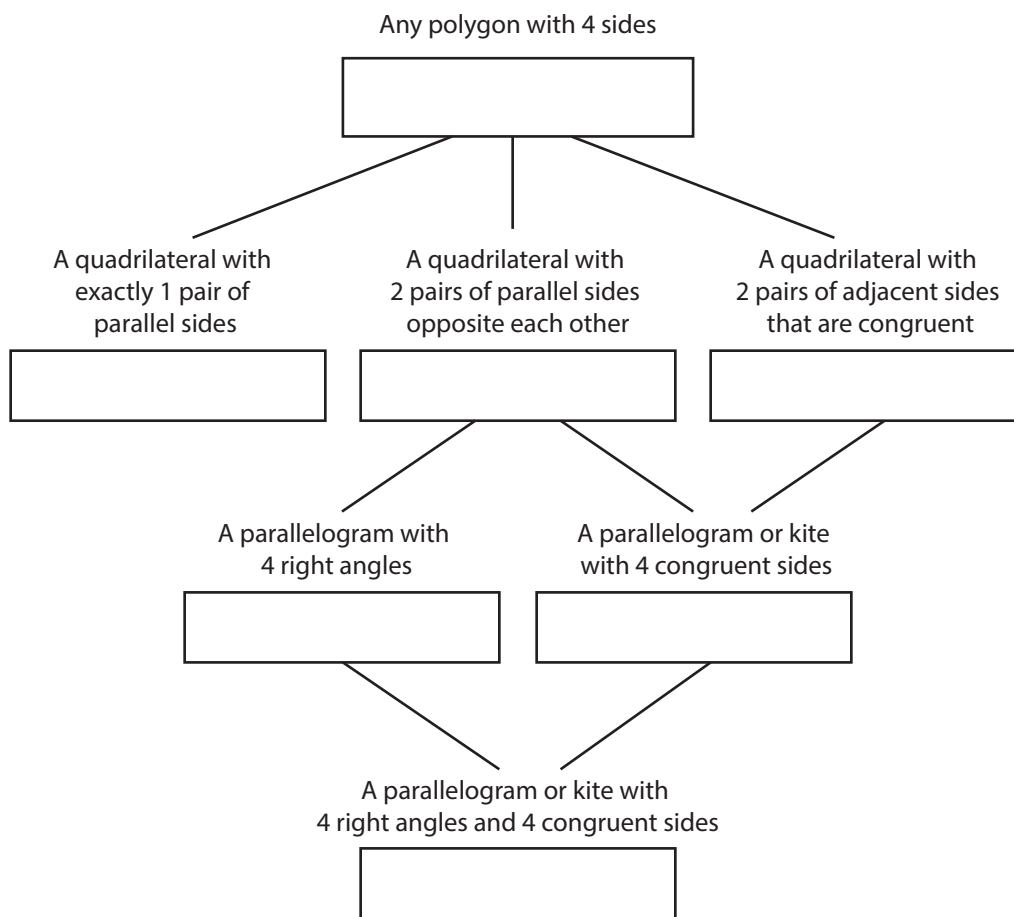 Any polygon with 4 sides
A quadrilateral with
exactly 1 pair of
parallel sides
A quadrilateral with
2 pairs of parallel sides
opposite each other
A quadrilateral with
2 pairs of adjacent sides
that are congruent
A parallelogram with
4 right angles
A parallelogram or kite
with 4 congruent sides
A parallelogram or kite with
4 right angles and 4 congruent sides